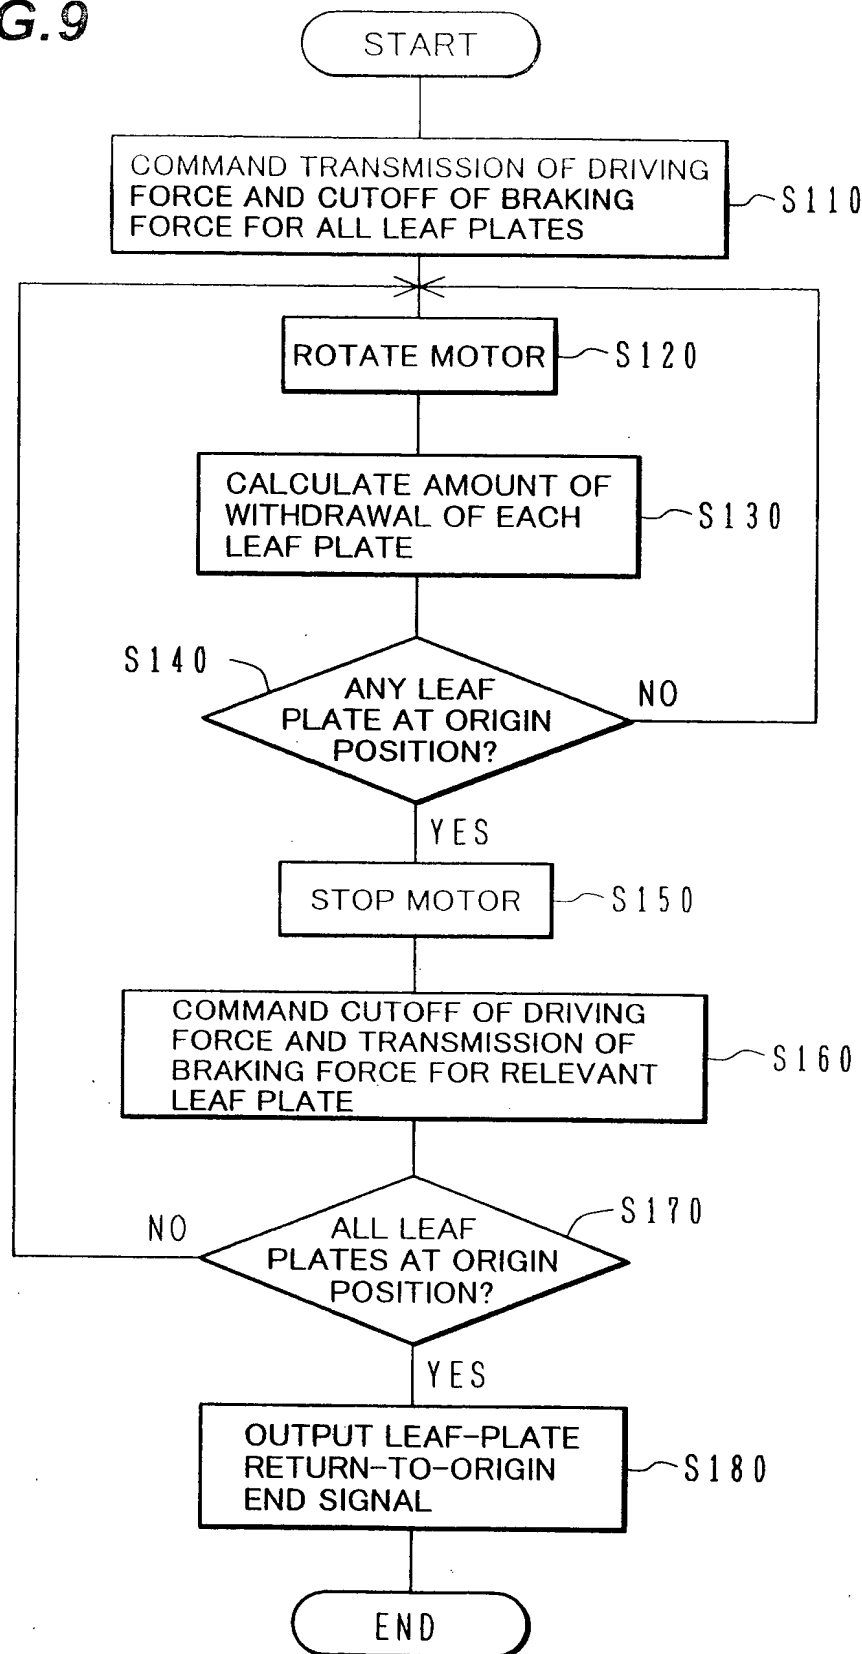 G.9
START
COMMAND TRANSMISSION OF DRIVING
FORCE AND CUTOFF OF BRAKING
FORCE FOR ALL LEAF PLATES
S110
ROTATE MOTOR
S120
CALCULATE AMOUNT OF
WITHDRAWAL OF EACH
LEAF PLATE
S130
S140
ANY LEAF
PLATE AT ORIGIN
POSITION?
NO
YES
STOP MOTOR
S150
COMMAND CUTOFF OF DRIVING
FORCE AND TRANSMISSION OF
BRAKING FORCE FOR RELEVANT
LEAF PLATE
S160
S170
NO
ALL LEAF
PLATES AT ORIGIN
POSITION?
YES
OUTPUT LEAF-PLATE
RETURN-TO-ORIGIN
END SIGNAL
S180
END